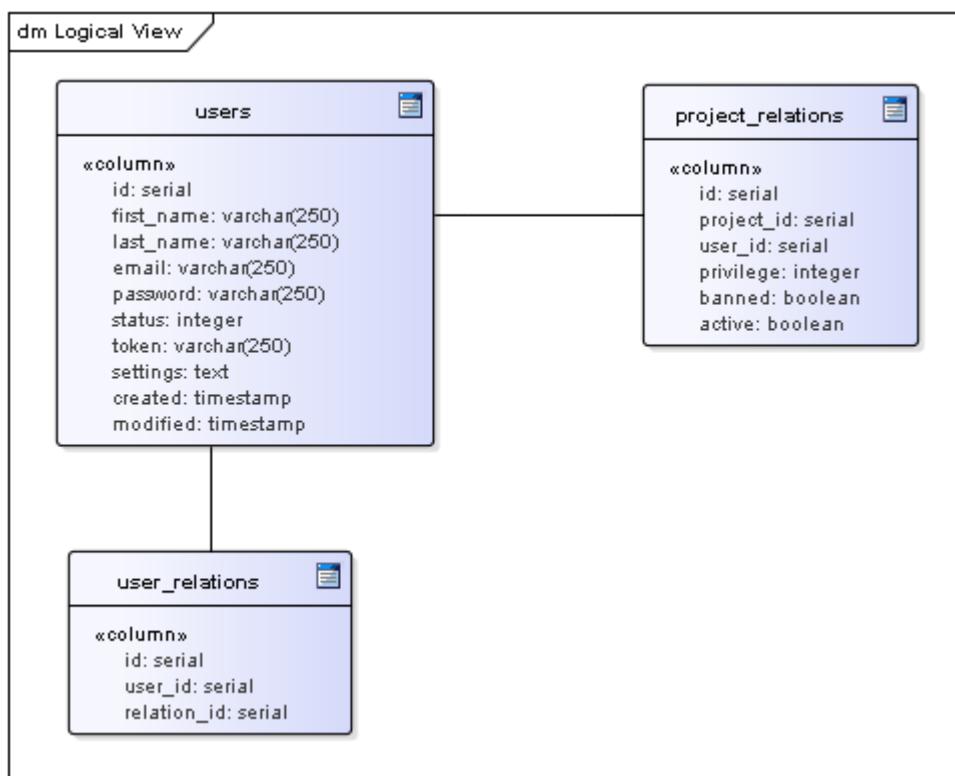 dm Logical View
users
«column»
id: serial
first_name: varchar(250)
last_name: varchar(250)
email: varchar(250)
password: varchar(250)
status: integer
token: varchar(250)
settings: text
created: timestamp
modified: timestamp
project_relations
«column»
id: serial
project_id: serial
user_id: serial
privilege: integer
banned: boolean
active: boolean
user_relations
«column»
id: serial
user_id: serial
relation_id: serial